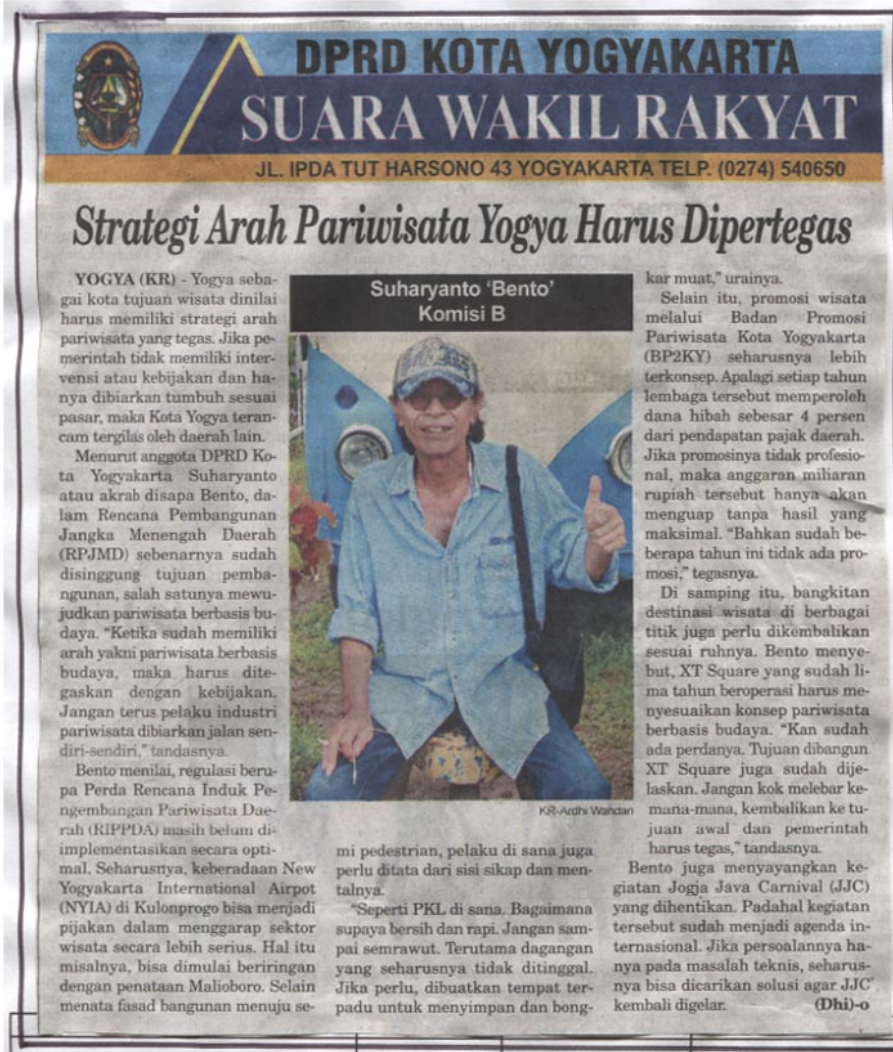 DPRD KOTA YOGYAKARTA
SUARA WAKIL RAKYAT
JL. IPDA TUT HARSONO 43 YOGYAKARTA TELP. (0274) 540650
Strategi Arah Pariwisata Yogya Harus Dipertegas
YOGYA (KR) - Yogya seba-
gai kota tujuan wisata dinilai
harus memiliki strategi arah
pariwisata yang tegas. Jika pe-
merintah tidak memiliki inter-
vensi atau kebijakan dan ha-
nya dibiarkan tumbuh sesuai
pasar, maka Kota Yogya teran-
cam tergilas oleh daerah lain.
Menurut anggota DPRD Ko-
ta Yogyakarta Suharyanto
atau akrab disapa Bento, da-
lam Rencana Pembangunan
Jangka Menengah Daerah
(RPJMD) sebenarnya sudah
disinggung tujuan pemba-
ngunan, salah satunya mewu-
judkan pariwisata berbasis bu-
daya. "Ketika sudah memiliki
arah yakni pariwisata berbasis
budaya, maka harus dite-
gaskan dengan kebijakan.
Jangan terus pelaku industri
pariwisata dibiarkan jalan sen-
diri-sendiri," tandasnya.
Bento menilai, regulasi beru-
pa Perda Rencana Induk Pe-
ngembangan Pariwisata Dae-
rah (RIPPDA) masih belum di-
implementasikan secara opti-
mal. Seharusnya, keberadaan New
Yogyakarta International Airpot
(NYIA) di Kulonprogo bisa menjadi
pijakan dalam menggarap sektor
wisata secara lebih serius. Hal itu
misalnya, bisa dimulai beriringan
dengan penataan Malioboro. Selain
menata fasad bangunan menuju se-
Suharyanto 'Bento'
Komisi B
KR-Ardhi Wahdan
mi pedestrian, pelaku di sana juga
perlu ditata dari sisi sikap dan men-
talnya.
"Seperti PKL di sana. Bagaimana
supaya bersih dan rapi. Jangan sam-
pai semrawut. Terutama dagangan
yang seharusnya tidak ditinggal.
Jika perlu, dibuatkan tempat ter-
padu untuk menyimpan dan bong-
kar muat," urainya.
Selain itu, promosi wisata
melalui Badan Promosi
Pariwisata Kota Yogyakarta
(BP2KY) seharusnya lebih
terkonsep. Apalagi setiap tahun
lembaga tersebut memperoleh
dana hibah sebesar 4 persen
dari pendapatan pajak daerah.
Jika promosinya tidak profesio-
nal, maka anggaran miliaran
rupiah tersebut hanya akan
menguap tanpa hasil yang
maksimal. "Bahkan sudah be-
berapa tahun ini tidak ada pro-
mosi," tegasnya.
Di samping itu, bangkitan
destinasi wisata di berbagai
titik juga perlu dikembalikan
sesuai ruhnya. Bento menye-
but, XT Square yang sudah li-
ma tahun beroperasi harus me-
nyesuaikan konsep pariwisata
berbasis budaya. "Kan sudah
ada perdanya. Tujuan dibangun
XT Square juga sudah dije-
laskan. Jangan kok melebar ke-
mana-mana, kembalikan ke tu-
juan awal dan pemerintah
harus tegas," tandasnya.
Bento juga menyayangkan ke-
giatan Jogja Java Carnival (JJC)
yang dihentikan. Padahal kegiatan
tersebut sudah menjadi agenda in-
ternasional. Jika persoalannya ha-
nya pada masalah teknis, seharus-
nya bisa dicarikan solusi agar JJC
kembali digelar. (Dhi)-o